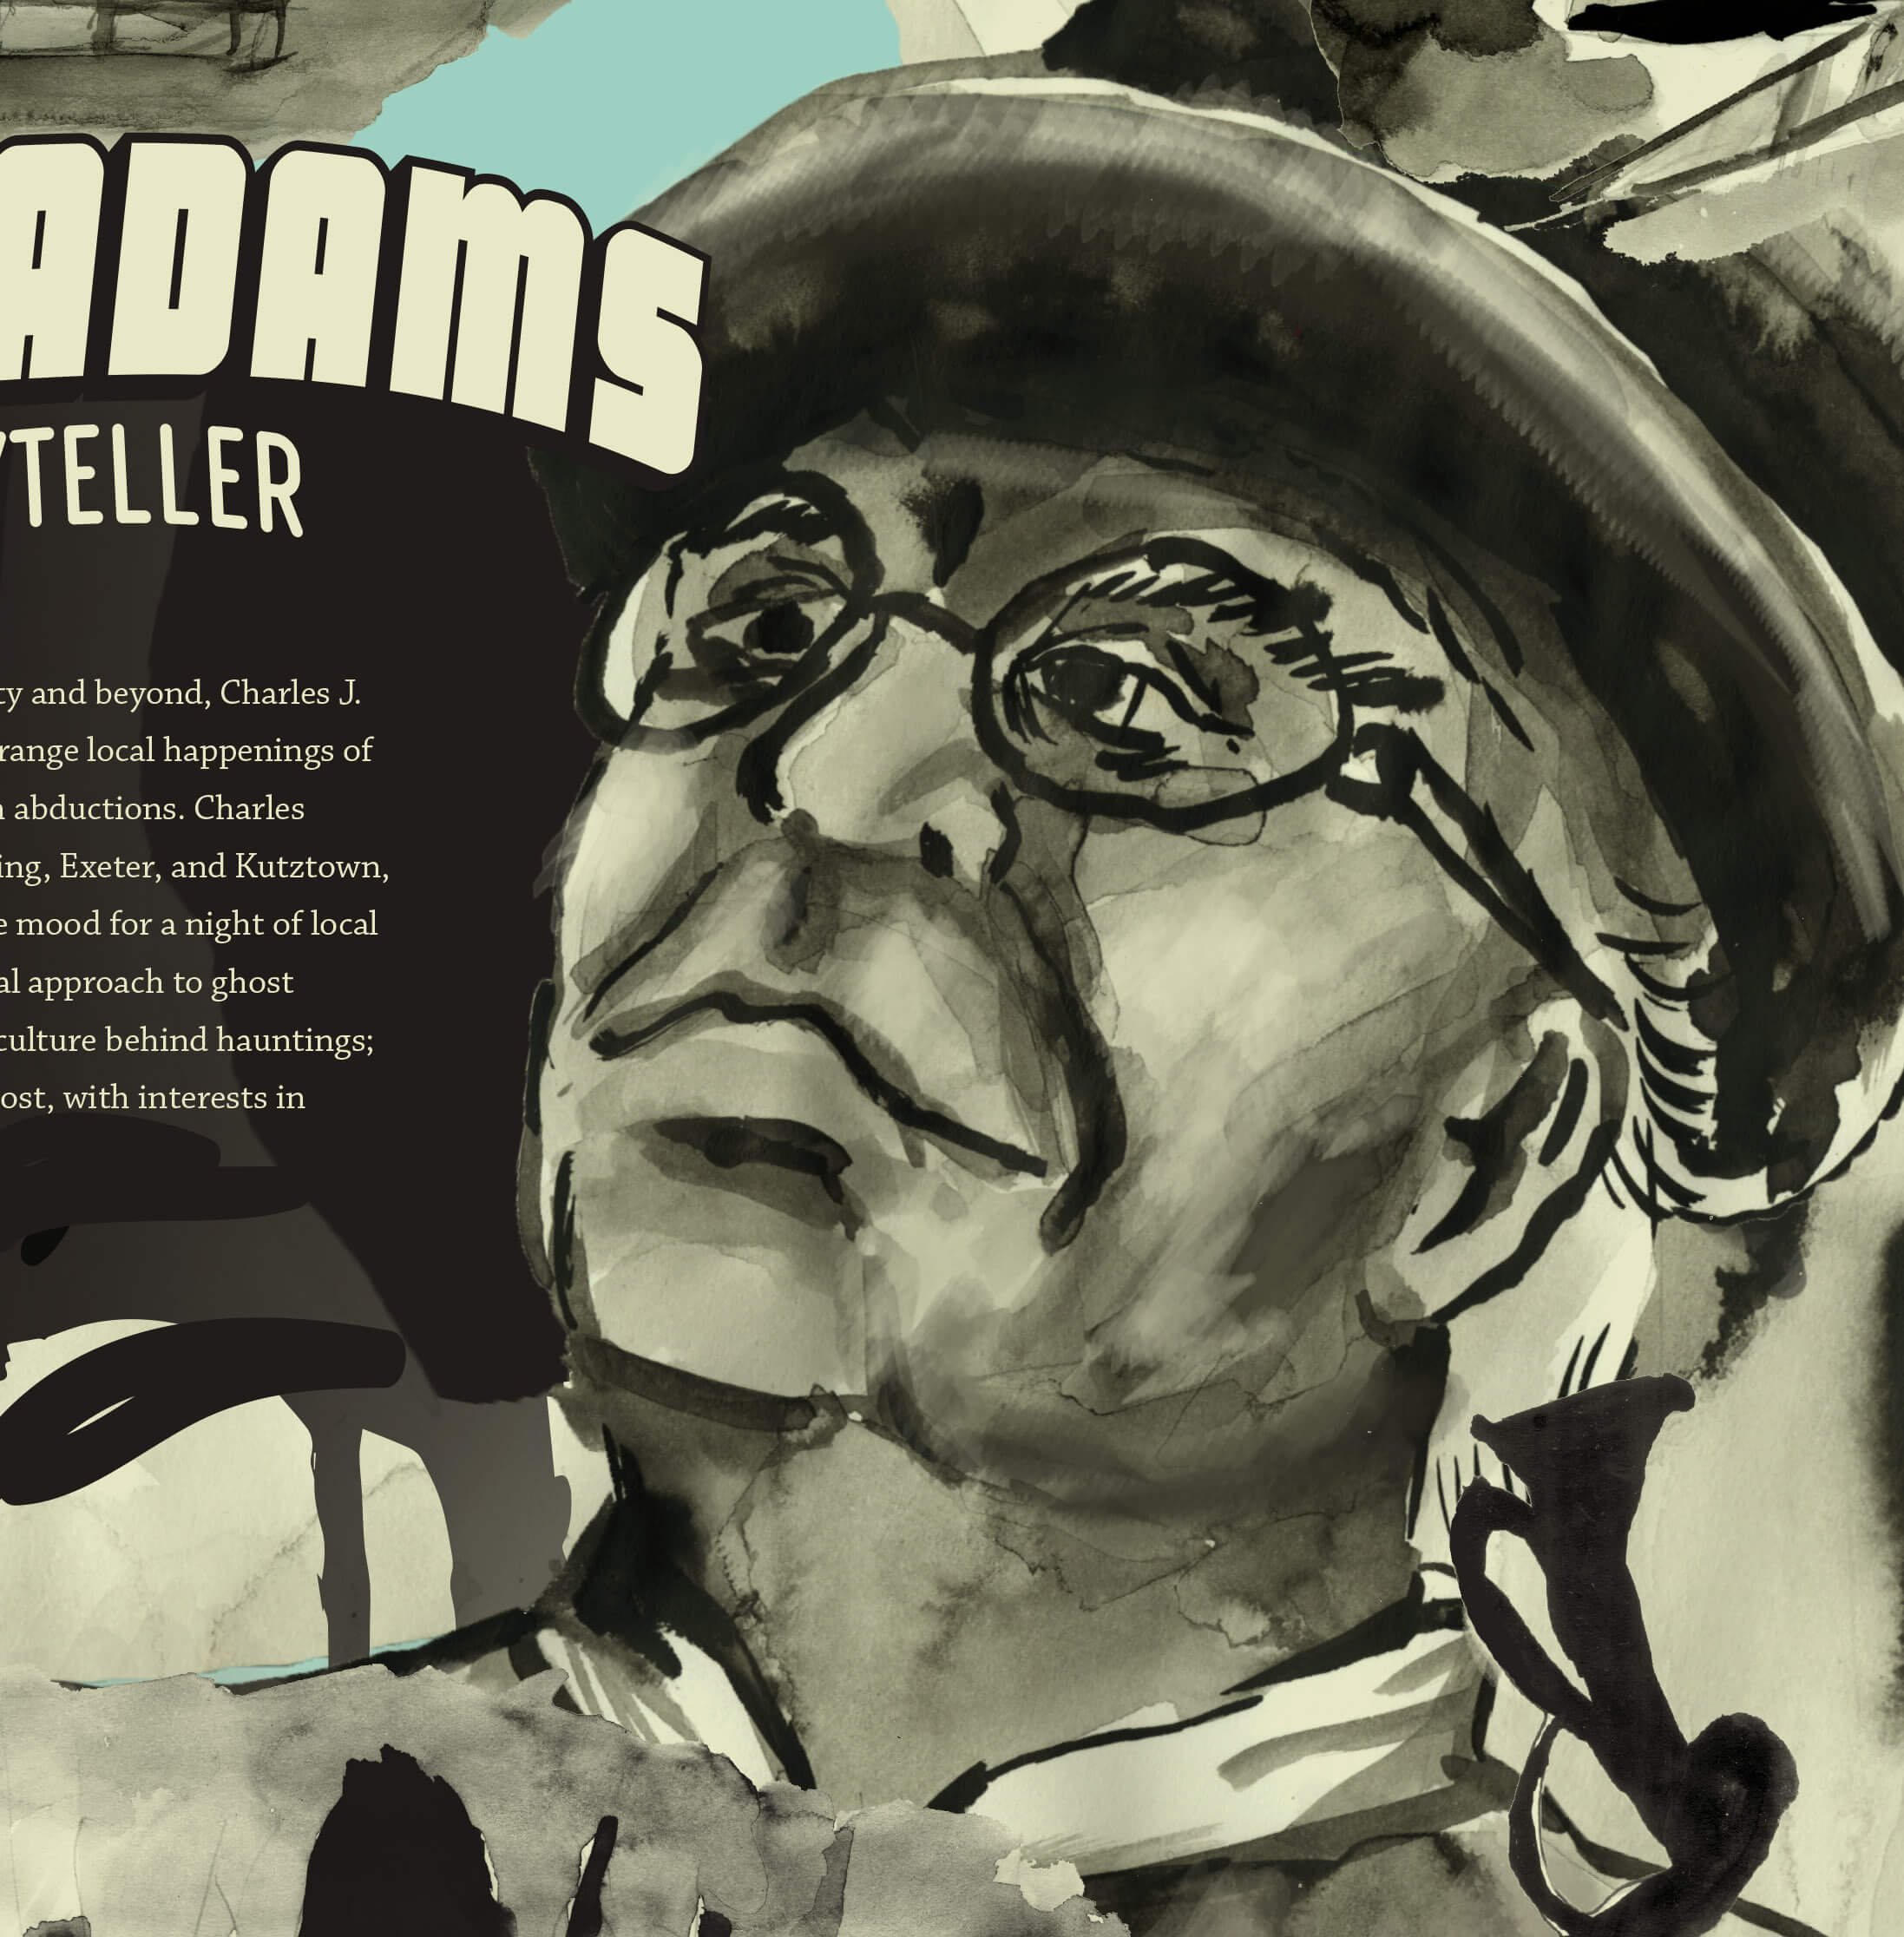 ADAMS
YTELLER
ty and beyond, Charles J.
range local happenings of
abductions. Charles
ing, Exeter, and Kutztown,
e mood for a night of local
al approach to ghost
culture behind hauntings;
ost, with interests in